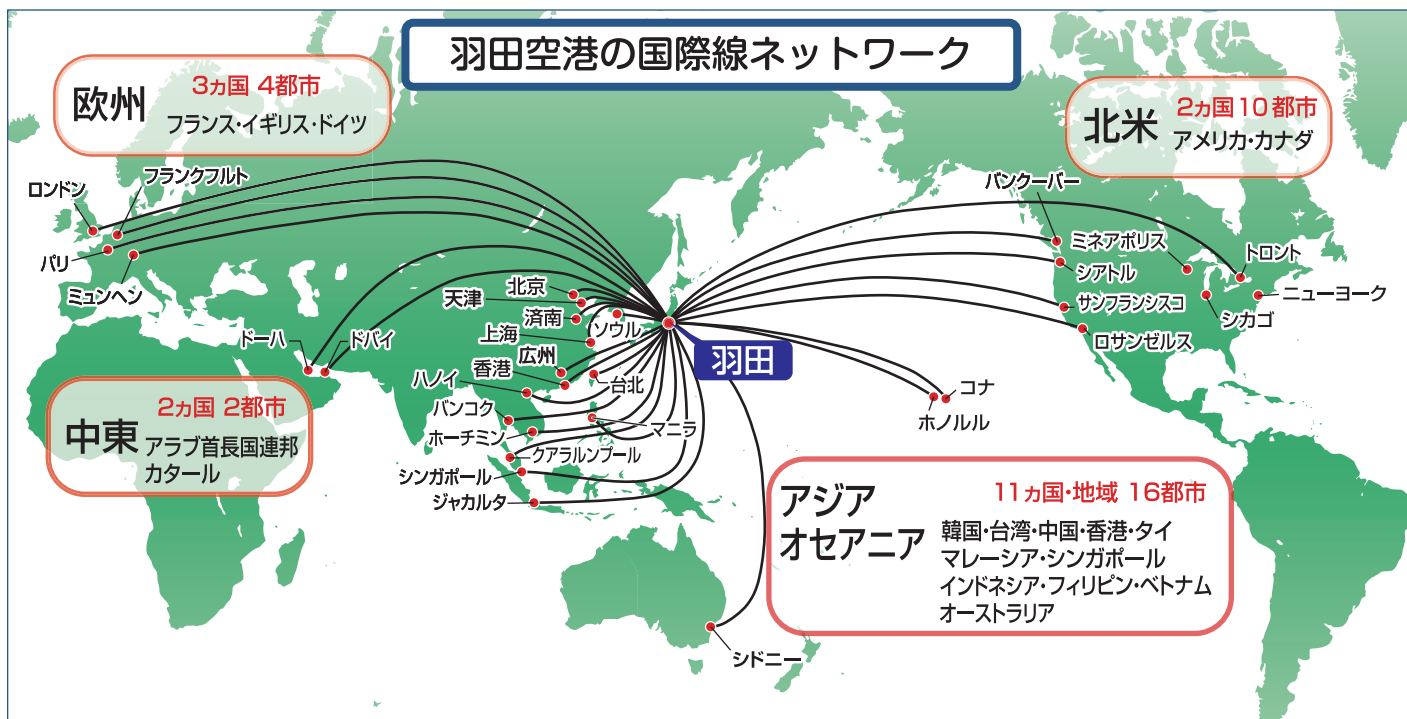 羽田空港の国際線ネットワーク
欧州
3ヵ国 4都市
フランス・イギリス・ドイツ
北米
2ヵ国10都市
アメリカ・カナダ
ロンドン
フランクフルト
パリ
ミュンヘン
バンクーバー
ミネアポリス
トロント
シアトル
ニューヨーク
サンフランシスコ
シカゴ
ロサンゼルス
北京
天津
済南
ソウル
上海
広州
香港
台北
ハノイ
バンコク
マニラ
ホーチミン
クアラルンプール
シンガポール
ジャカルタ
ドーハ
ドバイ
羽田
コナ
ホノルル
中東
2ヵ国 2都市
アラブ首長国連邦
カタール
アジア
オセアニア
11ヵ国・地域 16都市
韓国・台湾・中国・香港・タイ
マレーシア・シンガポール
インドネシア・フィリピン・ベトナム
オーストラリア
シドニー